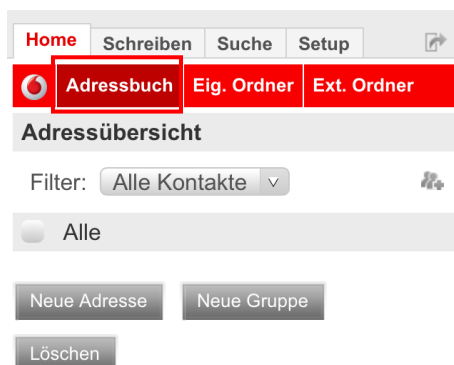 Home Schreiben Suche Setup
Adressbuch Eig. Ordner Ext. Ordner
Adressübersicht
Filter: Alle Kontakte
Alle
Neue Adresse Neue Gruppe
Löschen